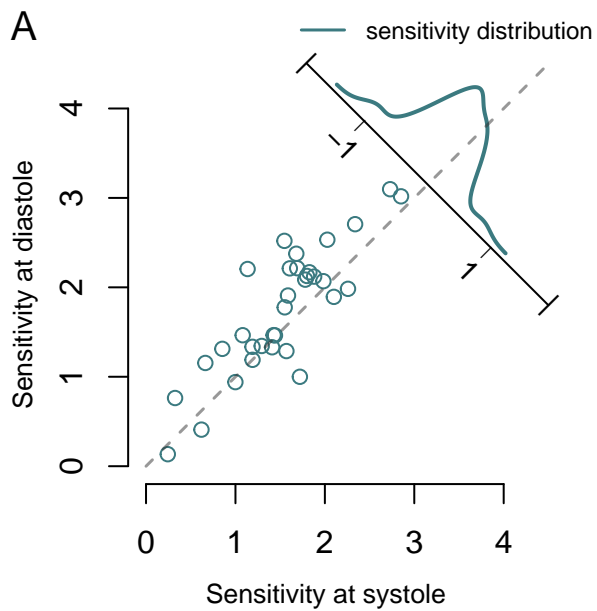 A
sensitivity distribution
-1
1
Sensitivity at diastole
4
3
2
1
0
0 1 2 3 4
Sensitivity at systole